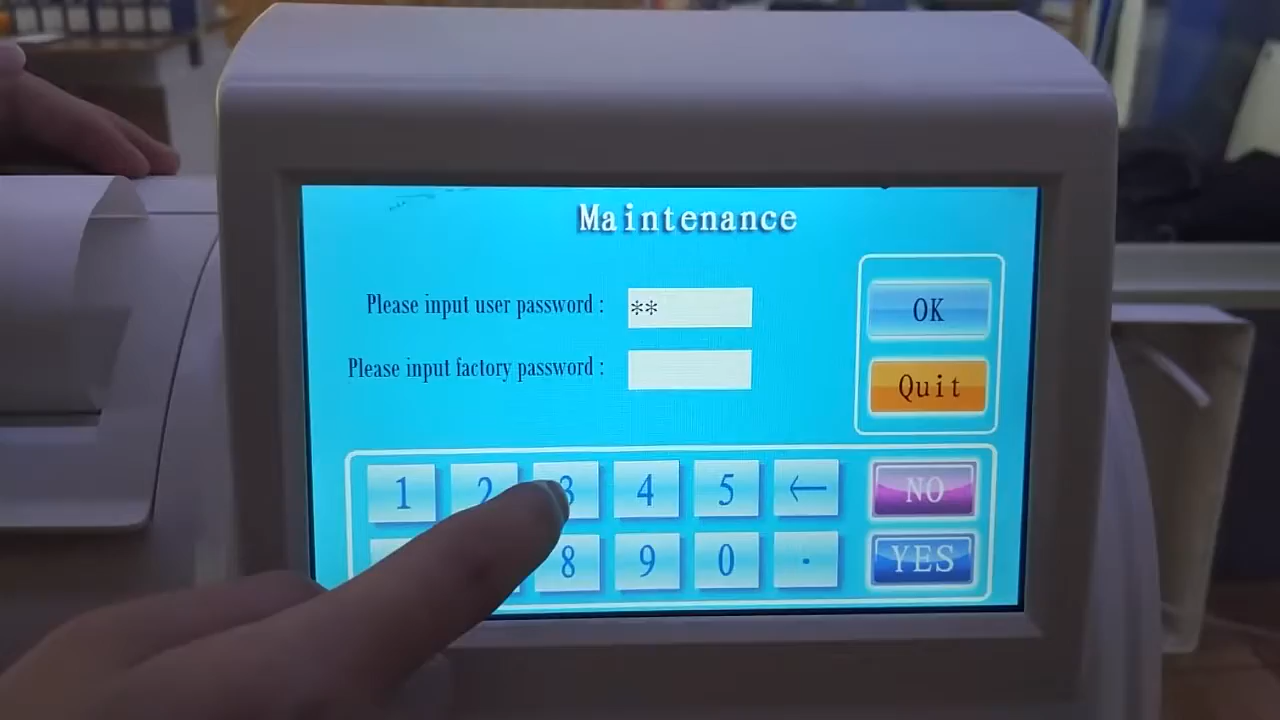 Maintenance
Please input user password : **
OK
Please input factory password :
Quit
1 2 3 4 5 ← NO
8 9 0 . YES